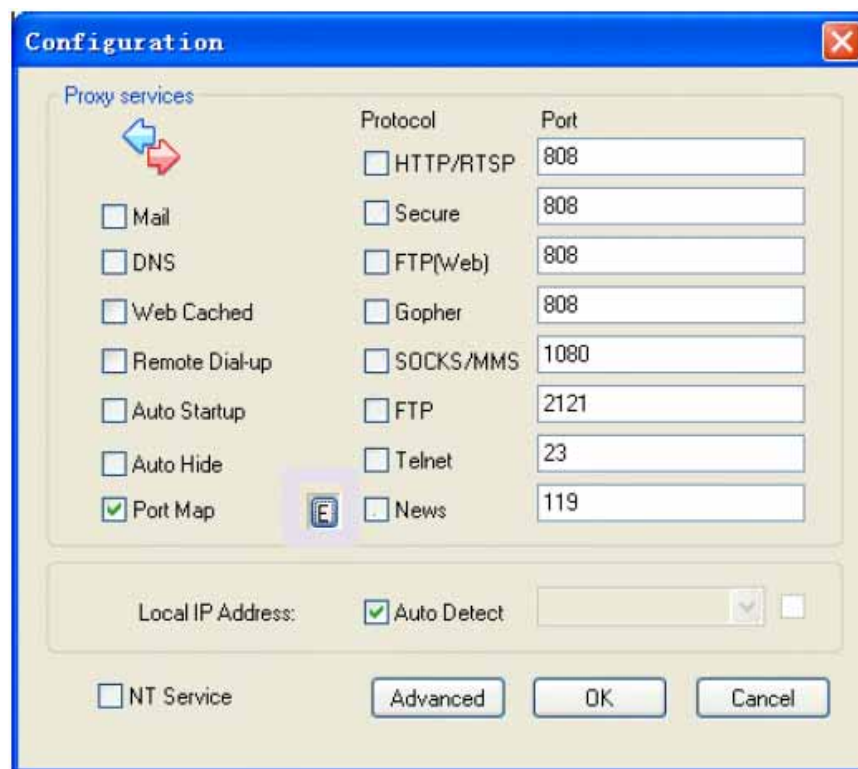 Configuration
Proxy services
Protocol Port
HTTP/RTSP 808
Mail Secure 808
DNS FTP(Web) 808
Web Cached Gopher 808
Remote Dial-up SOCKS/MMS 1080
Auto Startup FTP 2121
Auto Hide Telnet 23
Port Map E News 119
Local IP Address: Auto Detect
NT Service Advanced OK Cancel